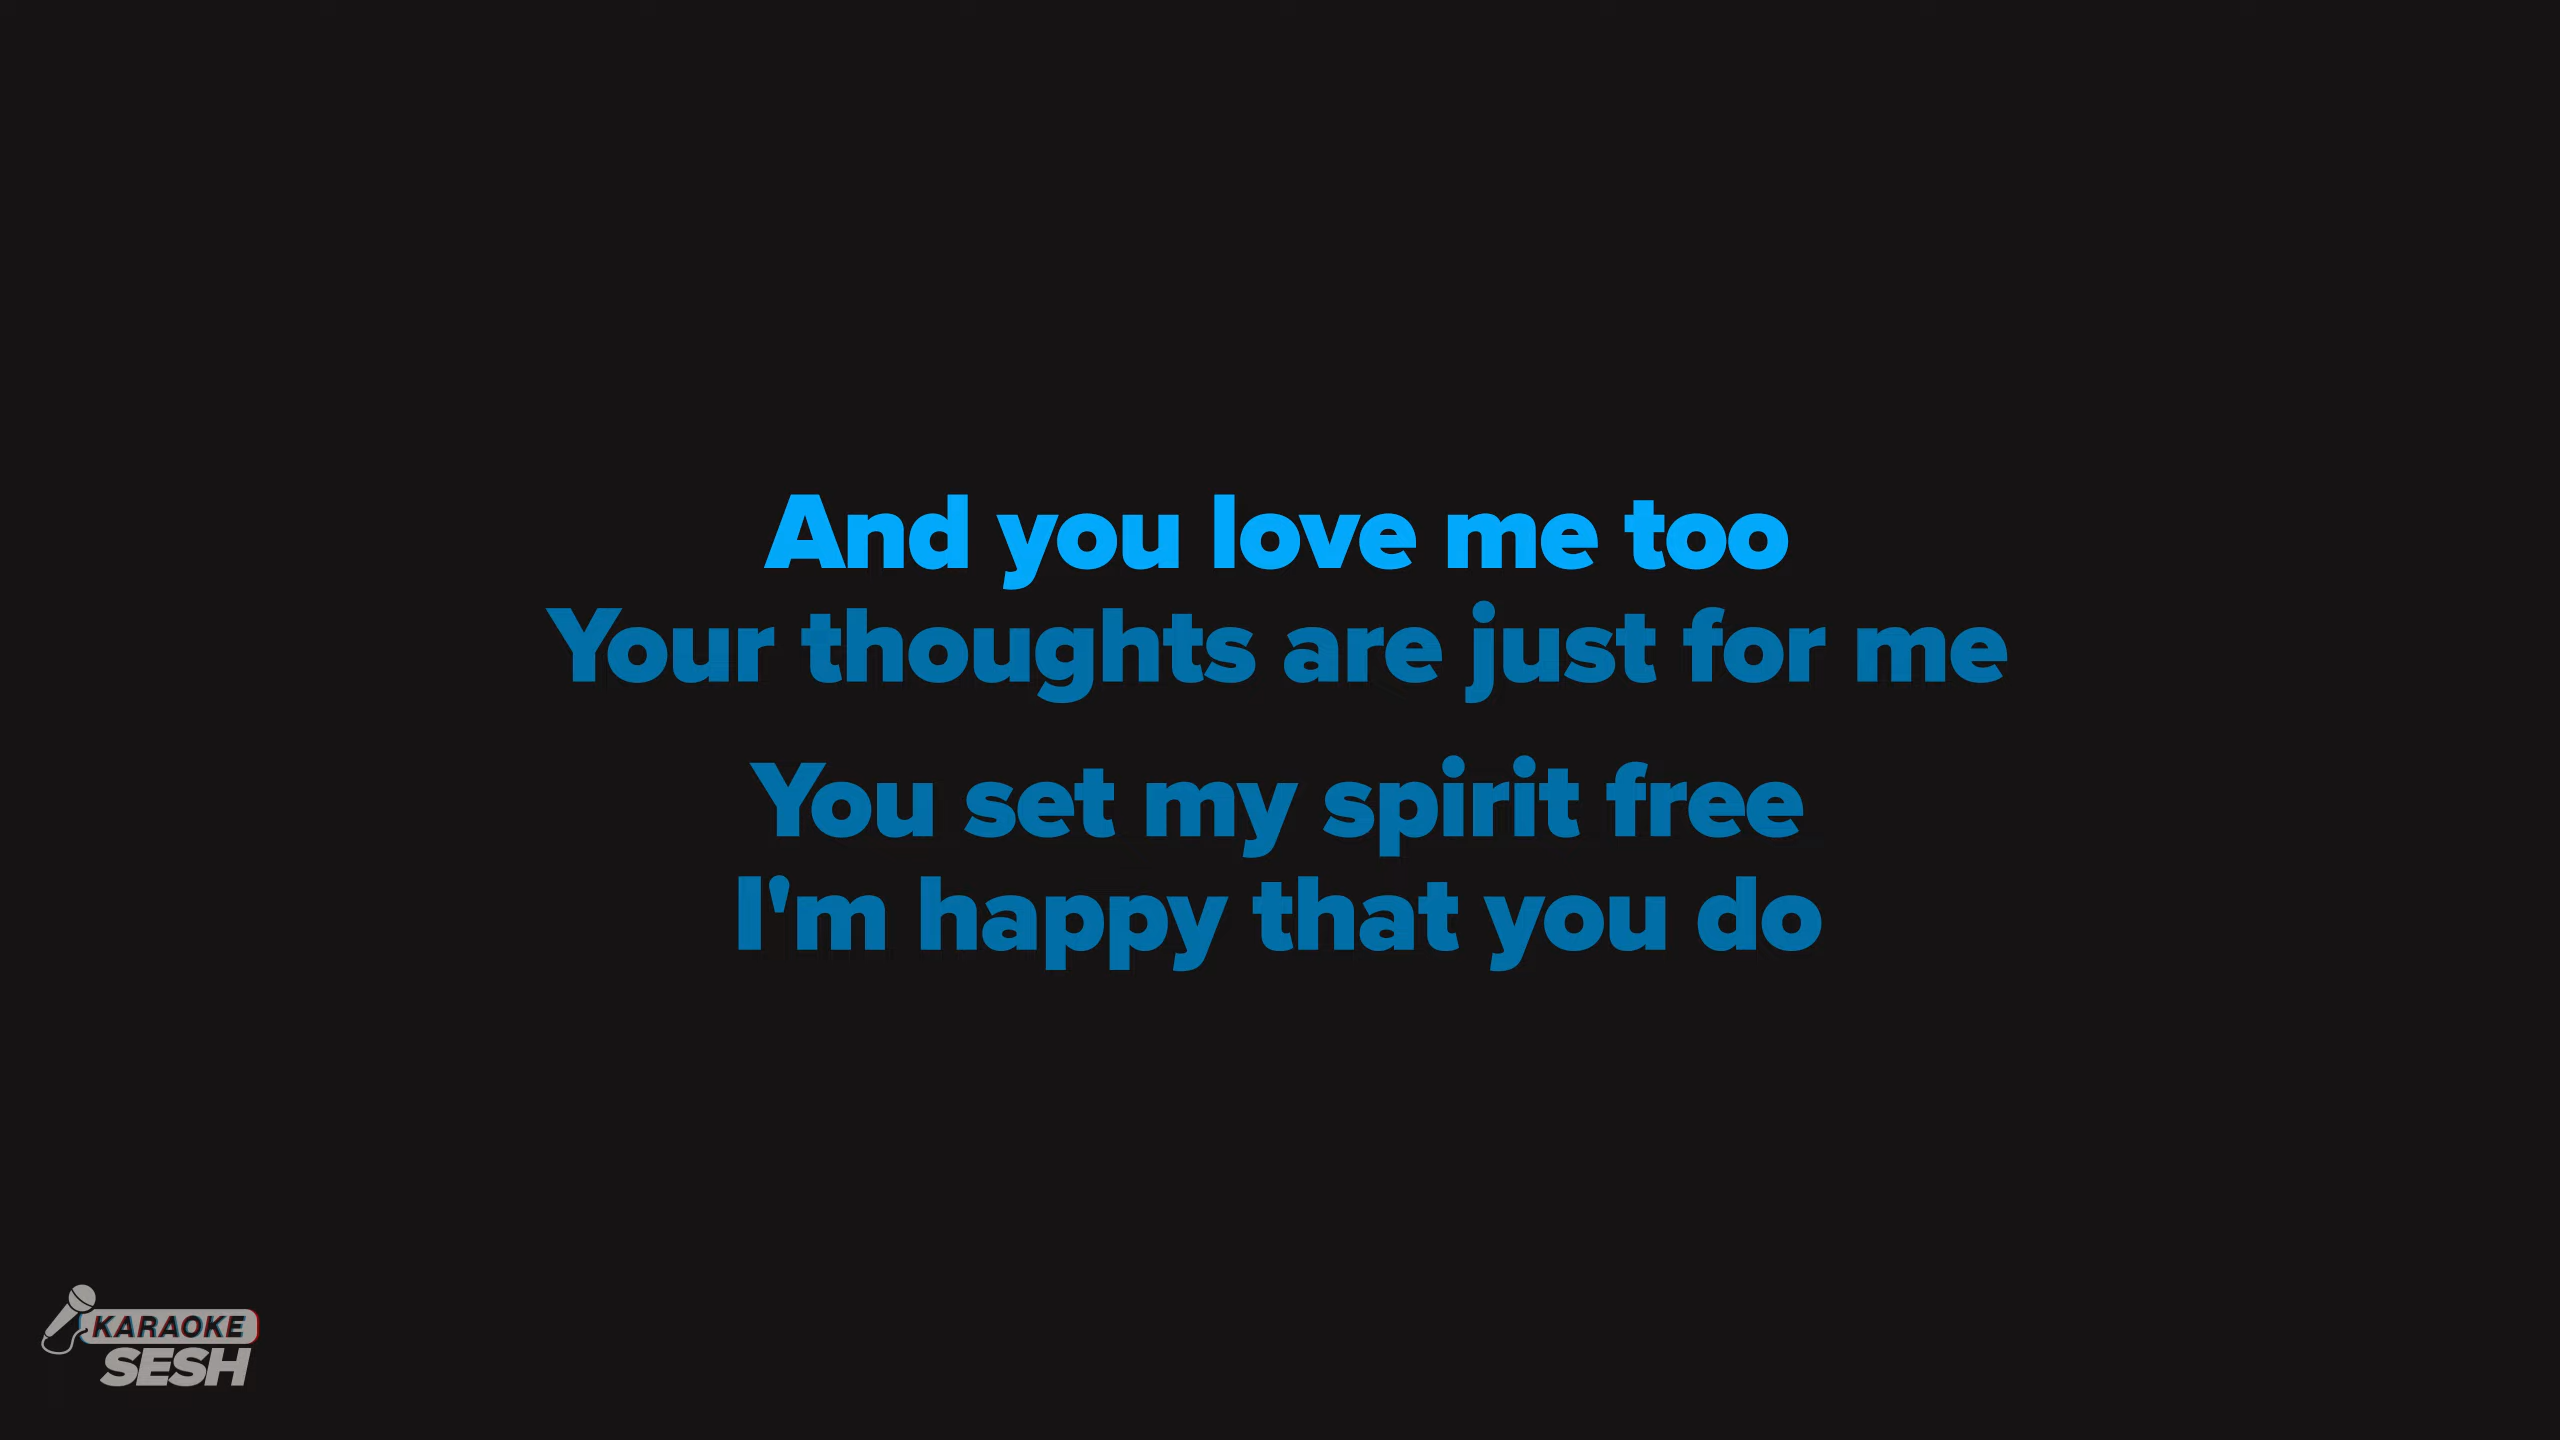 And you love me too
Your thoughts are just for me
You set my spirit free
I'm happy that you do
KARAOKE
SESH